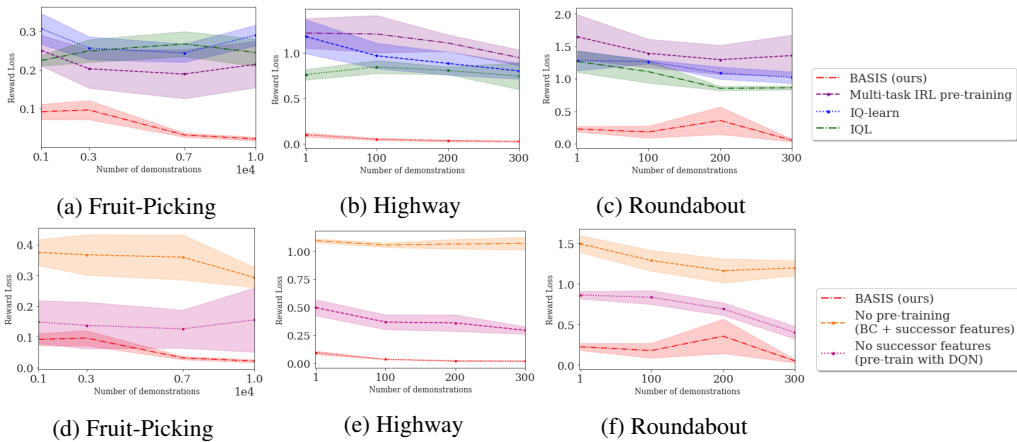 Reward Loss
0.3
0.2
0.1
0.1
0.3
0.7
1.0
1e4
Number of demonstrations
(a) Fruit-Picking
Reward Loss
1.0
0.5
0.0
1
100
200
300
Number of demonstrations
(b) Highway
Reward Loss
2.0
1.5
1.0
0.5
0.0
1
100
200
300
Number of demonstrations
(c) Roundabout
BASIS (ours)
Multi-task IRL pre-training
IQ-learn
IQL
Reward Loss
0.4
0.3
0.2
0.1
0.0
0.1
0.3
0.7
1.0
1e4
Number of demonstrations
(d) Fruit-Picking
Reward Loss
1.00
0.75
0.50
0.25
0.00
1
100
200
300
Number of demonstrations
(e) Highway
Reward Loss
1.5
1.0
0.5
0.0
1
100
200
300
Number of demonstrations
(f) Roundabout
BASIS (ours)
No pre-training
(BC + successor features)
No successor features
(pre-train with DQN)